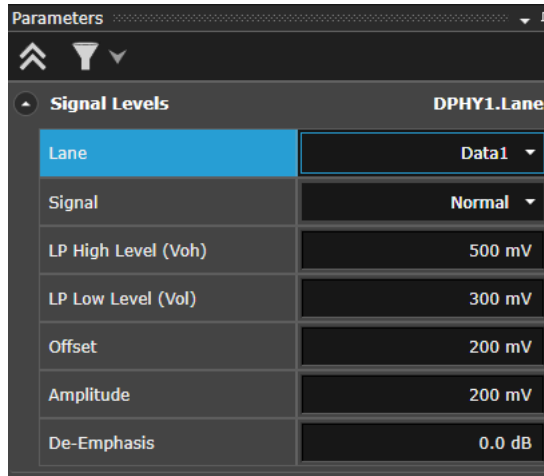 Parameters
Signal Levels DPHY1.Lane
Lane Data1
Signal Normal
LP High Level (Voh) 500 mV
LP Low Level (Vol) 300 mV
Offset 200 mV
Amplitude 200 mV
De-Emphasis 0.0 dB